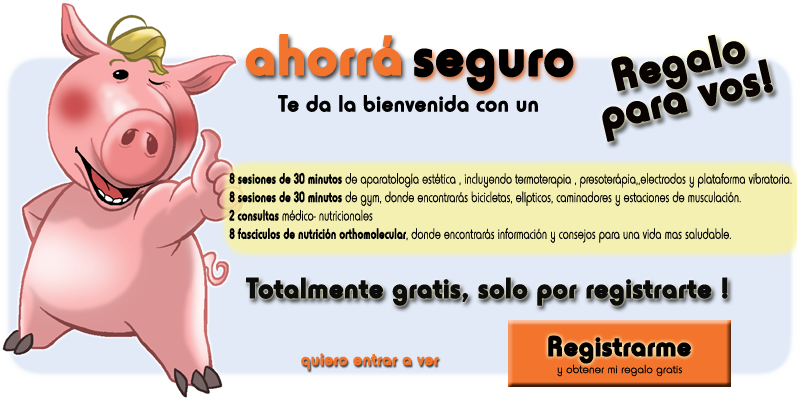 ahorrá seguro
Te da la bienvenida con un
Regalo
para vos!
8 sesiones de 30 minutos de aparatología estética , incluyendo termoterapia , presoterápia,,electrodos y plataforma vibratoria.
8 sesiones de 30 minutos de gym, donde encontrarás bicicletas, elípticos, caminadores y estaciones de musculación.
2 consultas médico- nutricionales
8 fasciculos de nutrición orthomolecular, donde encontrarás información y consejos para una vida mas saludable.
Totalmente gratis, solo por registrarte !
quiero entrar a ver
Registrarme
y obtener mi regalo gratis